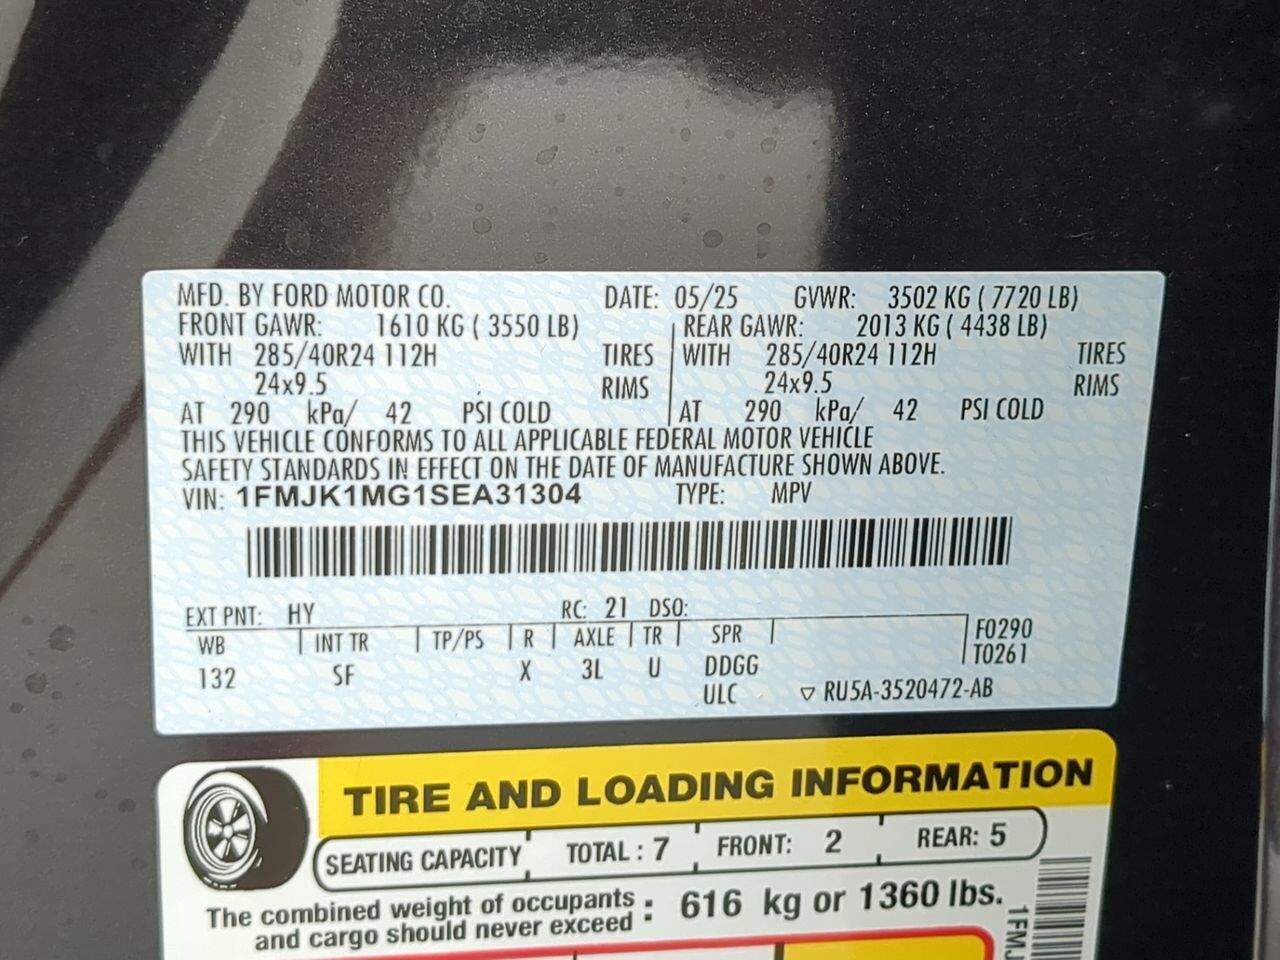 MFD. BY FORD MOTOR CO. DATE: 05/25 GVWR: 3502 KG ( 7720 LB)
FRONT GAWR: 1610 KG ( 3550 LB) REAR GAWR: 2013 KG ( 4438 LB)
WITH 285/40R24 112H TIRES WITH 285/40R24 112H TIRES
24x9.5 RIMS 24x9.5 RIMS
AT 290 kPa/ 42 PSI COLD AT 290 kPa/ 42 PSI COLD
THIS VEHICLE CONFORMS TO ALL APPLICABLE FEDERAL MOTOR VEHICLE
SAFETY STANDARDS IN EFFECT ON THE DATE OF MANUFACTURE SHOWN ABOVE.
VIN: 1FMJK1MG1SEA31304 TYPE: MPV
EXT PNT: HY RC: 21 DSO:
WB INT TR TP/PS R AXLE TR SPR F0290
132 SF X 3L U DDGG T0261
ULC ▽ RU5A-3520472-AB
TIRE AND LOADING INFORMATION
SEATING CAPACITY TOTAL : 7 FRONT: 2 REAR: 5
The combined weight of occupants
and cargo should never exceed : 616 kg or 1360 lbs.
1FMJ